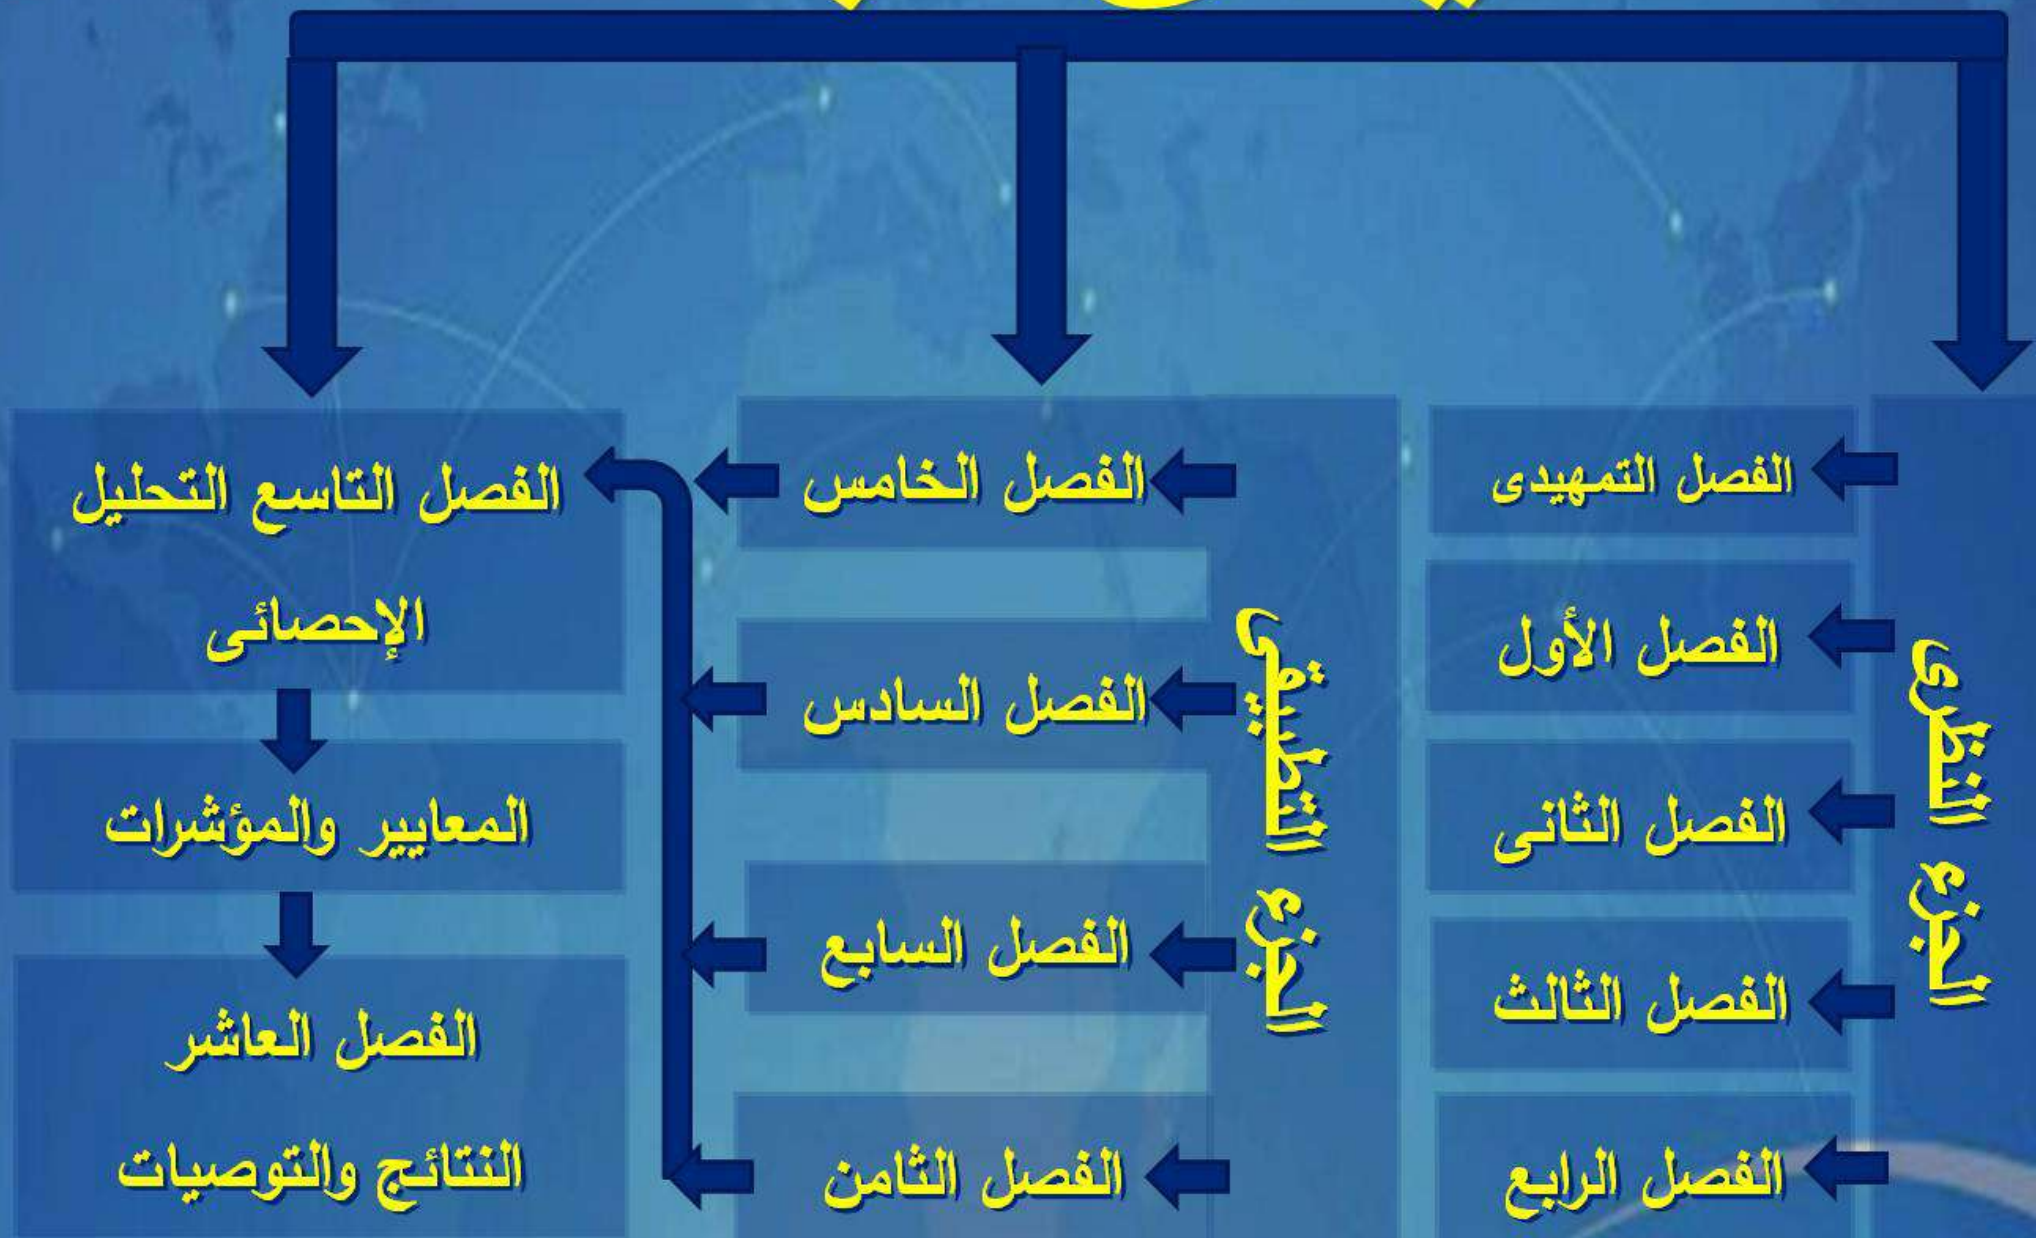 الجزء النظرى
الفصل التمهيدى
الفصل الأول
الفصل الثانى
الفصل الثالث
الفصل الرابع
الجزء التطبيقى
الفصل الخامس
الفصل السادس
الفصل السابع
الفصل الثامن
الفصل التاسع التحليل
الإحصائى
المعايير والمؤشرات
الفصل العاشر
النتائج والتوصيات